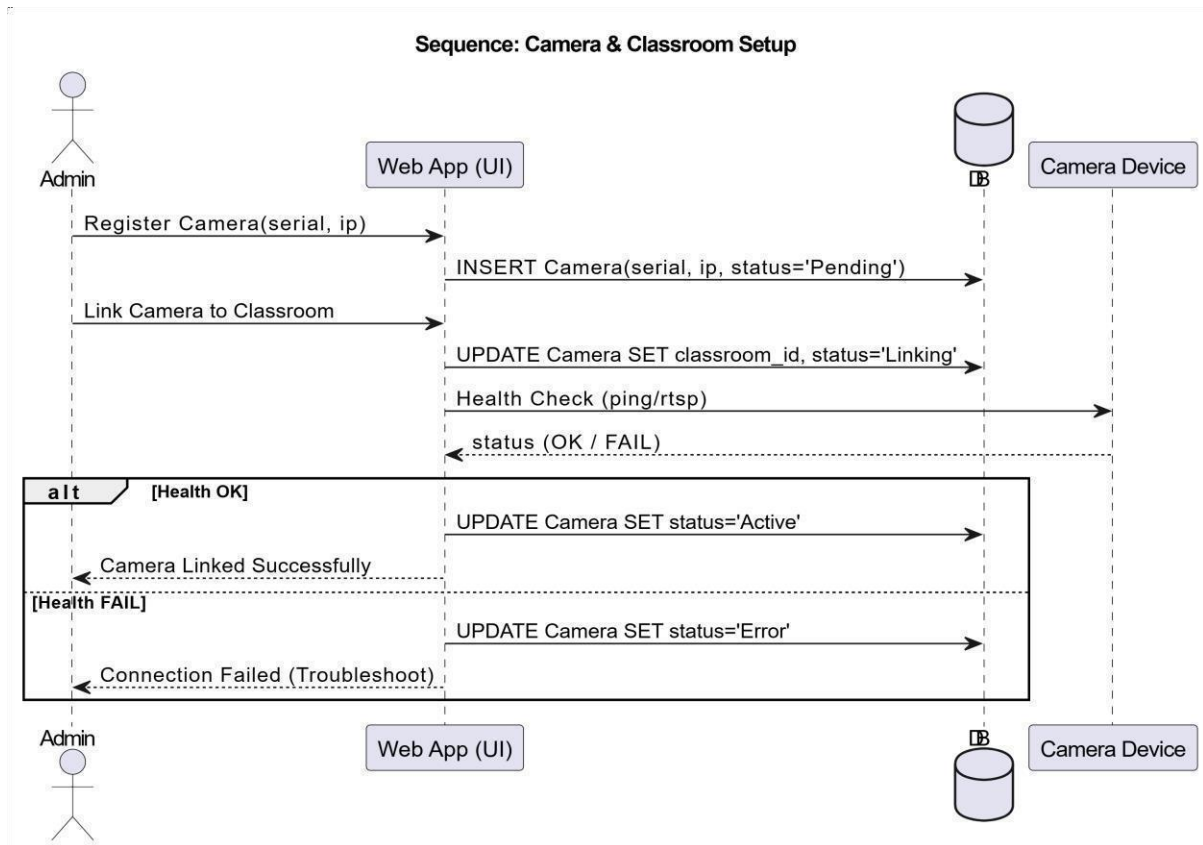 Sequence: Camera & Classroom Setup
Admin
Web App (UI)
DB
Camera Device
Register Camera(serial, ip)
INSERT Camera(serial, ip, status='Pending')
Link Camera to Classroom
UPDATE Camera SET classroom_id, status='Linking'
Health Check (ping/rtsp)
status (OK / FAIL)
alt [Health OK]
UPDATE Camera SET status='Active'
Camera Linked Successfully
[Health FAIL]
UPDATE Camera SET status='Error'
Connection Failed (Troubleshoot)
Admin
Web App (UI)
DB
Camera Device